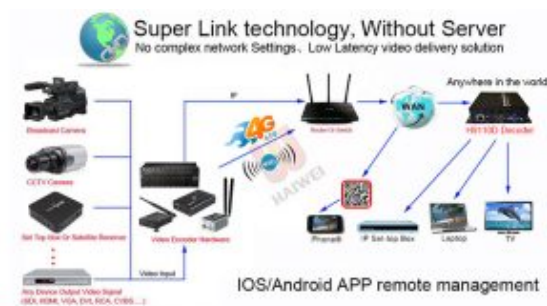 Super Link technology, Without Server
No complex network Settings、Low Latency video delivery solution
Anywhere in the world
IP
WAN
Broadcast Camera
4G
LTE
Router Or Switch
H8110D Decoder
CCTV Camera
HAIWEI
Set Top Box Or Satellite Receiver
Video Encoder Hardware
Phone
IP Set-top Box
Laptop
TV
Video Input
Any Device Output Video Signal
(SDI, HDMI, VGA, DVI, RCA, CVBS....)
IOS/Android APP remote management